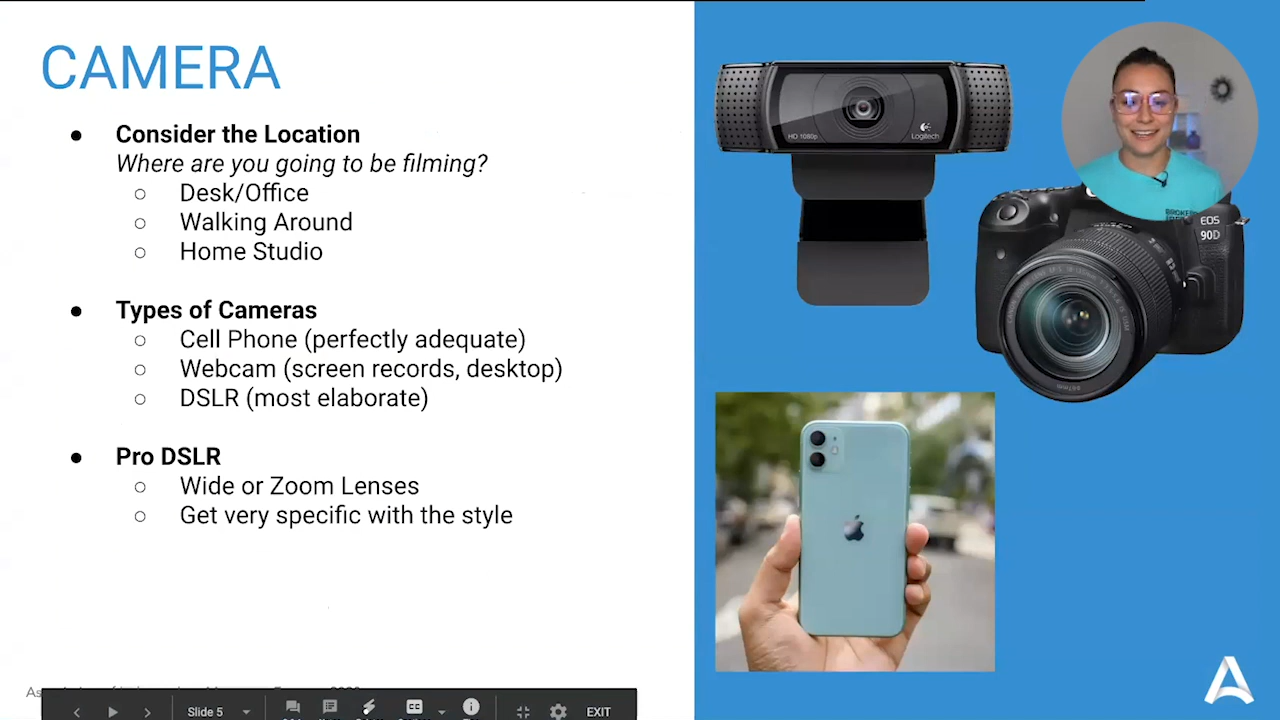 CAMERA
● Consider the Location
Where are you going to be filming?
○ Desk/Office
○ Walking Around
○ Home Studio
● Types of Cameras
○ Cell Phone (perfectly adequate)
○ Webcam (screen records, desktop)
○ DSLR (most elaborate)
● Pro DSLR
○ Wide or Zoom Lenses
○ Get very specific with the style
HD 1080p
Logitech
EOS
90D
Slide 5
EXIT